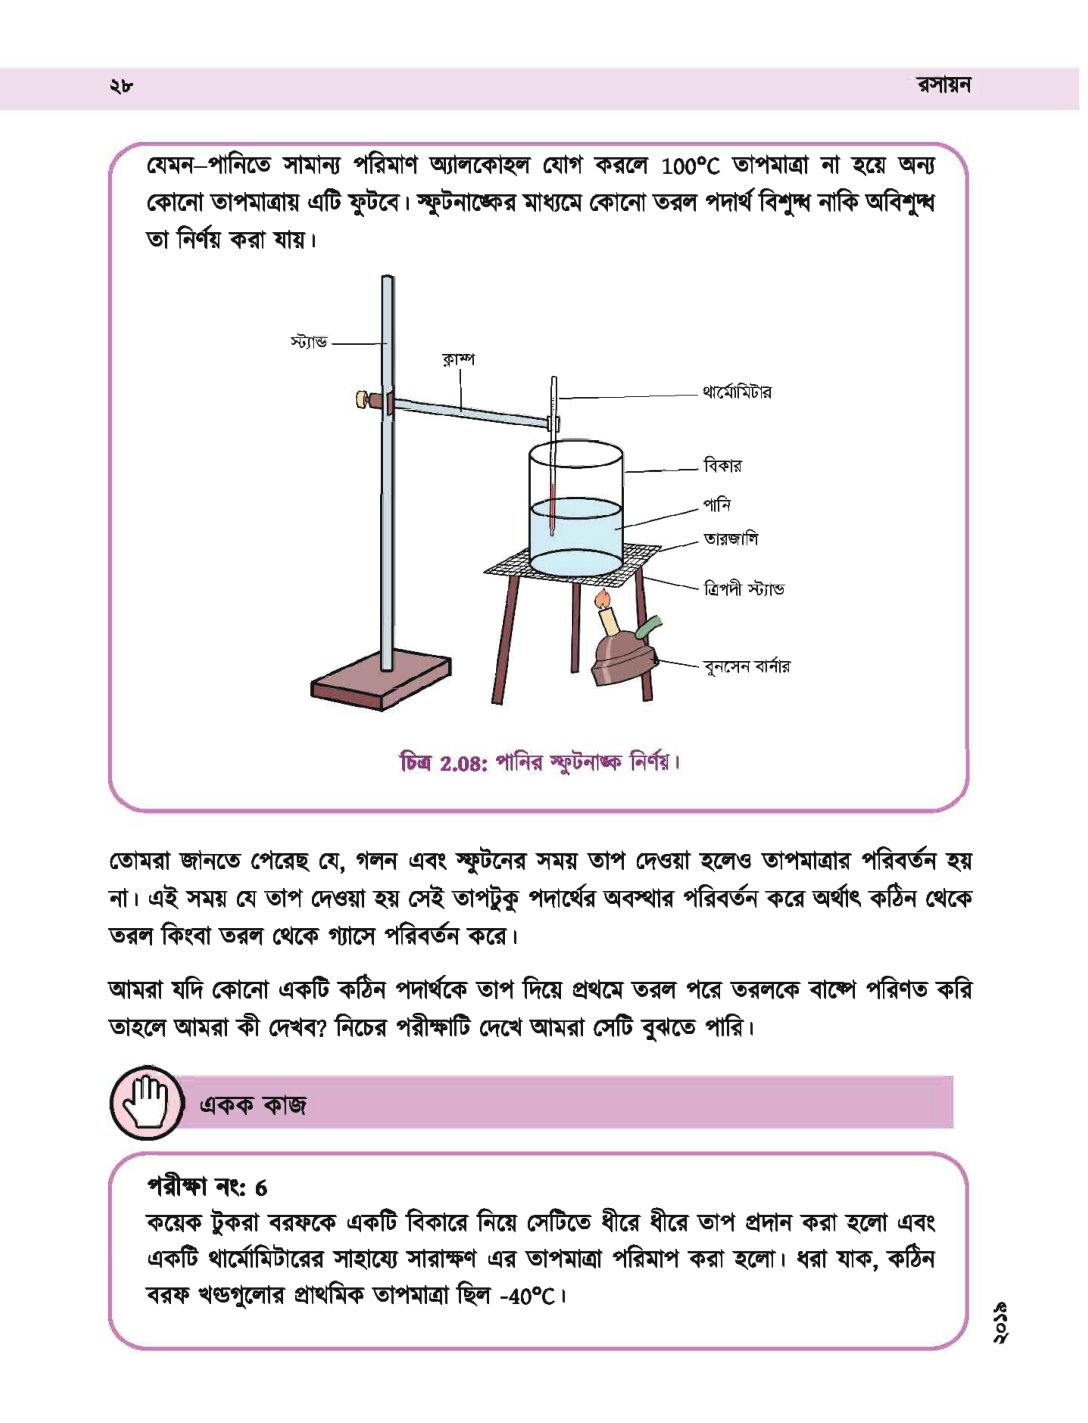 ২৮
রসায়ন
যেমন–পানিতে সামান্য পরিমাণ অ্যালকোহল যোগ করলে 100°C তাপমাত্রা না হয়ে অন্য
কোনো তাপমাত্রায় এটি ফুটবে। স্ফুটনাঙ্কের মাধ্যমে কোনো তরল পদার্থ বিশুদ্ধ নাকি অবিশুদ্ধ
তা নির্ণয় করা যায়।
স্ট্যান্ড
ক্লাম্প
থার্মোমিটার
বিকার
পানি
তারজালি
ত্রিপদী স্ট্যান্ড
বুনসেন বার্নার
চিত্র 2.08: পানির স্ফুটনাঙ্ক নির্ণয়।
তোমরা জানতে পেরেছ যে, গলন এবং স্ফুটনের সময় তাপ দেওয়া হলেও তাপমাত্রার পরিবর্তন হয়
না। এই সময় যে তাপ দেওয়া হয় সেই তাপটুকু পদার্থের অবস্থার পরিবর্তন করে অর্থাৎ কঠিন থেকে
তরল কিংবা তরল থেকে গ্যাসে পরিবর্তন করে।
আমরা যদি কোনো একটি কঠিন পদার্থকে তাপ দিয়ে প্রথমে তরল পরে তরলকে বাষ্পে পরিণত করি
তাহলে আমরা কী দেখব? নিচের পরীক্ষাটি দেখে আমরা সেটি বুঝতে পারি।
একক কাজ
পরীক্ষা নং: 6
কয়েক টুকরা বরফকে একটি বিকারে নিয়ে সেটিতে ধীরে ধীরে তাপ প্রদান করা হলো এবং
একটি থার্মোমিটারের সাহায্যে সারাক্ষণ এর তাপমাত্রা পরিমাপ করা হলো। ধরা যাক, কঠিন
বরফ খণ্ডগুলোর প্রাথমিক তাপমাত্রা ছিল -40°C।
২০১৯